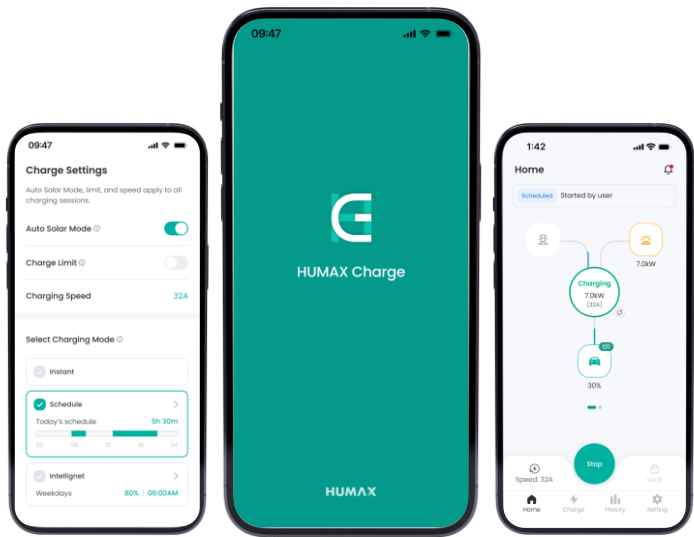 09:47
Charge Settings
Auto Solar Mode, limit, and speed apply to all
charging sessions.
Auto Solar Mode
Charge Limit
Charging Speed 32A
Select Charging Mode
Instant
Schedule
Today's schedule 5h 30m
00 06 12 18 24
Intellignet
Weekdays 80% | 06:00AM
09:47
HUMAX Charge
HUMAX
1:42
Home
Scheduled Started by user
7.0kW
Charging
7.0kW
(32A)
30%
Stop
Speed: 32A
Lock
Home Charge History Setting